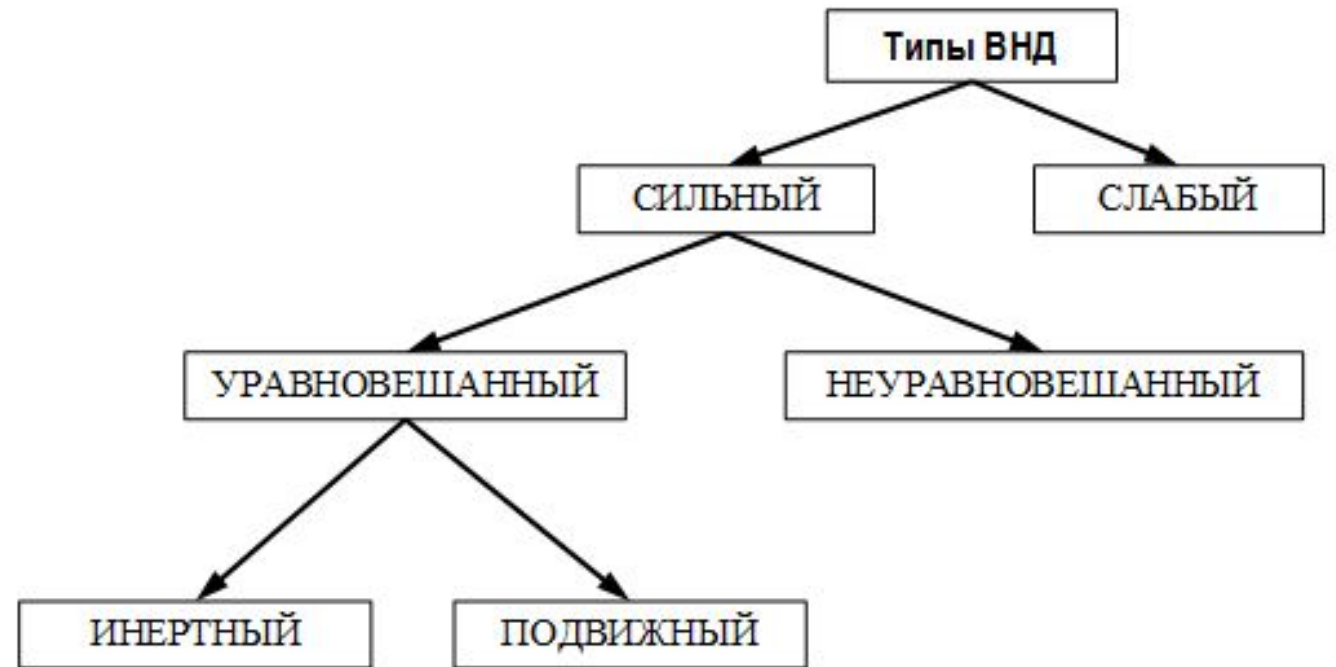 Типы ВНД
СИЛЬНЫЙ
СЛАБЫЙ
УРАВНОВЕШАННЫЙ
НЕУРАВНОВЕШАННЫЙ
ИНЕРТНЫЙ
ПОДВИЖНЫЙ